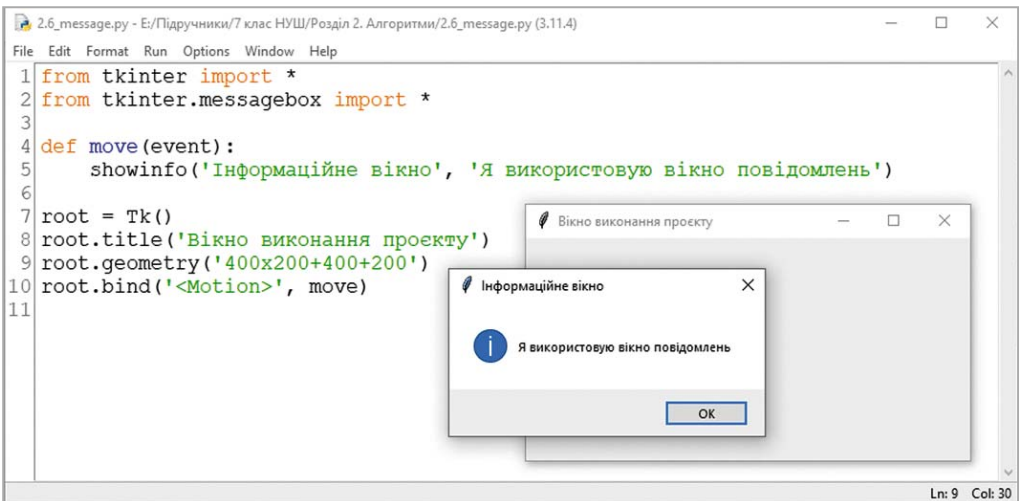 2.6_message.py - E:/Підручники/7 клас НУШ/Розділ 2. Алгоритми/2.6_message.py (3.11.4)
File Edit Format Run Options Window Help
1 from tkinter import *
2 from tkinter.messagebox import *
3
4 def move(event):
5     showinfo('Інформаційне вікно', 'Я використовую вікно повідомлень')
6
7 root = Tk()
8 root.title('Вікно виконання проєкту')
9 root.geometry('400x200+400+200')
10 root.bind('<Motion>', move)
11
Вікно виконання проєкту
Інформаційне вікно
i
Я використовую вікно повідомлень
OK
Ln: 9 Col: 30